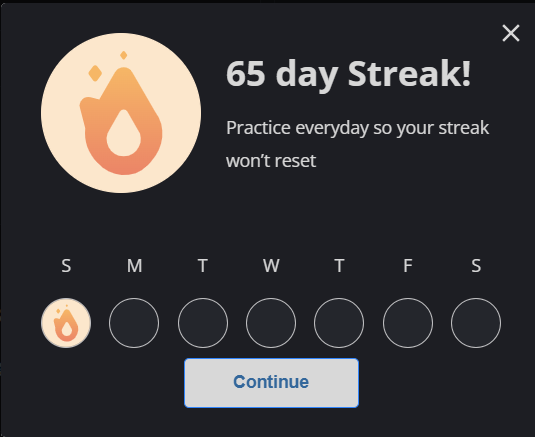 65 day Streak!
Practice everyday so your streak
won’t reset
S M T W T F S
Continue